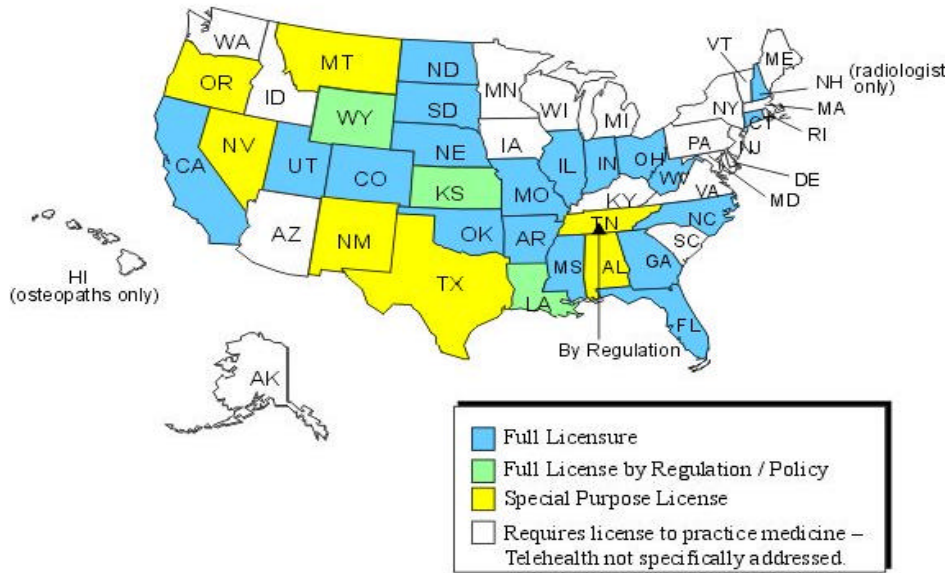 WA
MT
ND
MN
VT
ME
OR
ID
SD
WI
MI
NY
NH (radiologist
only)
WY
MA
NV
NE
IA
CT
RI
PA
NJ
CA
UT
CO
IL
IN
OH
WV
DE
KS
MO
KY
VA
MD
AZ
NM
OK
AR
TN
NC
SC
HI
(osteopaths only)
TX
MS
AL
GA
LA
FL
By Regulation
AK
Full Licensure
Full License by Regulation / Policy
Special Purpose License
Requires license to practice medicine –
Telehealth not specifically addressed.